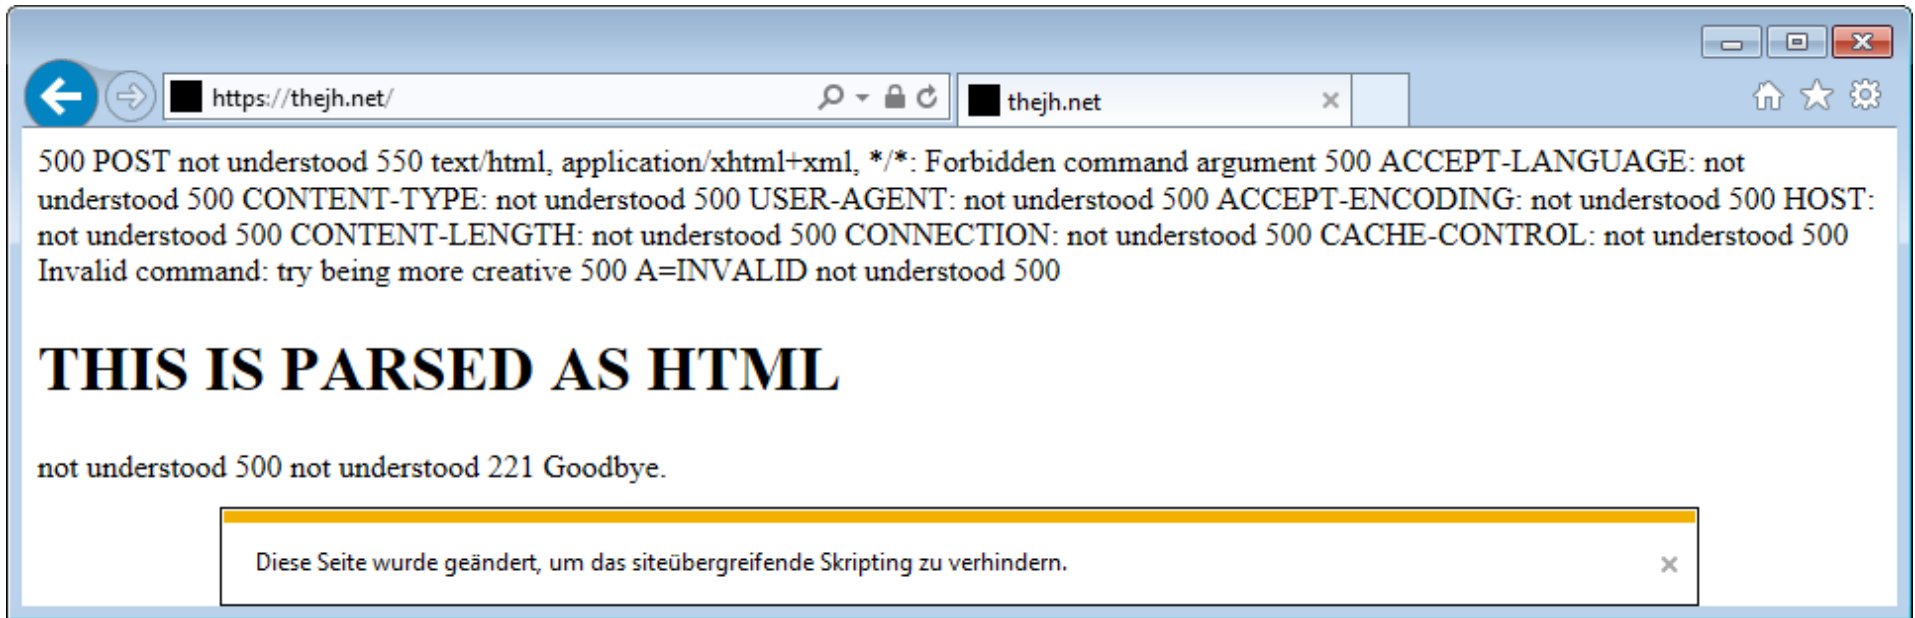 https://thejh.net/
thejh.net
500 POST not understood 550 text/html, application/xhtml+xml, */*: Forbidden command argument 500 ACCEPT-LANGUAGE: not
understood 500 CONTENT-TYPE: not understood 500 USER-AGENT: not understood 500 ACCEPT-ENCODING: not understood 500 HOST:
not understood 500 CONTENT-LENGTH: not understood 500 CONNECTION: not understood 500 CACHE-CONTROL: not understood 500
Invalid command: try being more creative 500 A=INVALID not understood 500
THIS IS PARSED AS HTML
not understood 500 not understood 221 Goodbye.
Diese Seite wurde geändert, um das siteübergreifende Skripting zu verhindern.